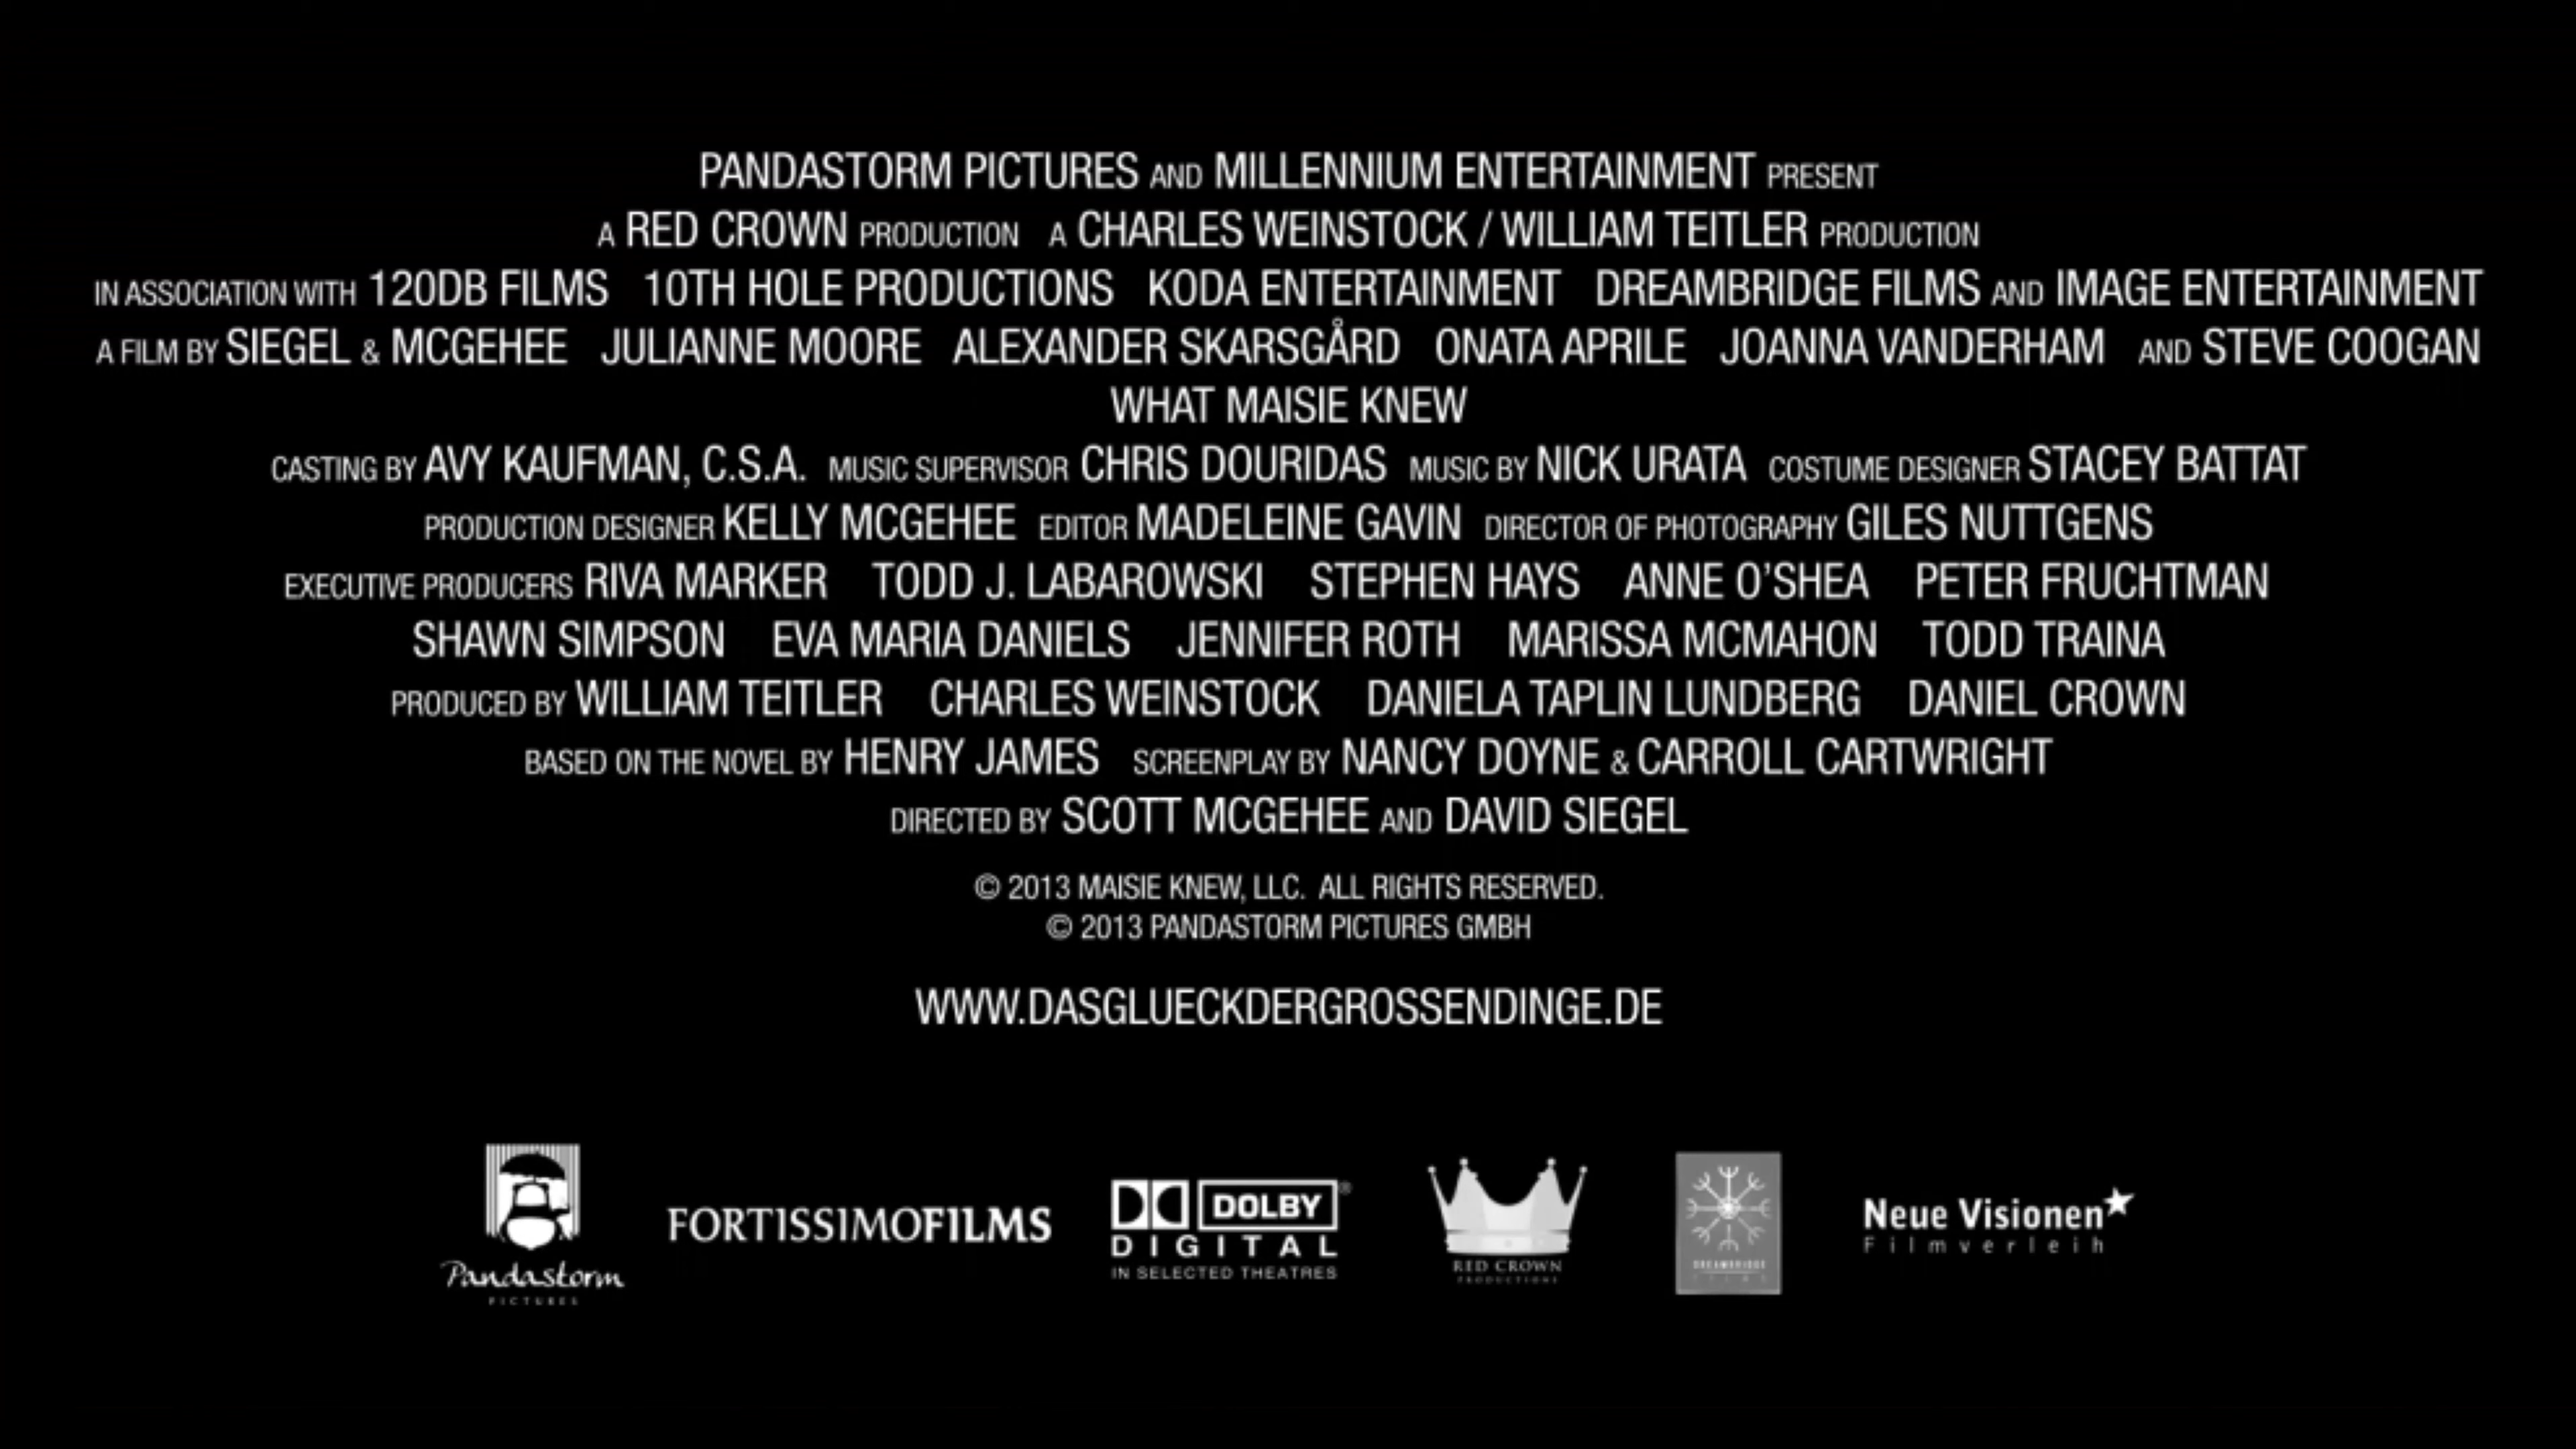 PANDASTORM PICTURES AND MILLENNIUM ENTERTAINMENT PRESENT
A RED CROWN PRODUCTION A CHARLES WEINSTOCK / WILLIAM TEITLER PRODUCTION
IN ASSOCIATION WITH 120DB FILMS 10TH HOLE PRODUCTIONS KODA ENTERTAINMENT DREAMBRIDGE FILMS AND IMAGE ENTERTAINMENT
A FILM BY SIEGEL & MCGEHEE JULIANNE MOORE ALEXANDER SKARSGÅRD ONATA APRILE JOANNA VANDERHAM AND STEVE COOGAN
WHAT MAISIE KNEW
CASTING BY AVY KAUFMAN, C.S.A. MUSIC SUPERVISOR CHRIS DOURIDAS MUSIC BY NICK URATA COSTUME DESIGNER STACEY BATTAT
PRODUCTION DESIGNER KELLY MCGEHEE EDITOR MADELEINE GAVIN DIRECTOR OF PHOTOGRAPHY GILES NUTTGENS
EXECUTIVE PRODUCERS RIVA MARKER TODD J. LABAROWSKI STEPHEN HAYS ANNE O'SHEA PETER FRUCHTMAN
SHAWN SIMPSON EVA MARIA DANIELS JENNIFER ROTH MARISSA MCMAHON TODD TRAINA
PRODUCED BY WILLIAM TEITLER CHARLES WEINSTOCK DANIELA TAPLIN LUNDBERG DANIEL CROWN
BASED ON THE NOVEL BY HENRY JAMES SCREENPLAY BY NANCY DOYNE & CARROLL CARTWRIGHT
DIRECTED BY SCOTT MCGEHEE AND DAVID SIEGEL
© 2013 MAISIE KNEW, LLC. ALL RIGHTS RESERVED.
© 2013 PANDASTORM PICTURES GMBH
WWW.DASGLUECKDERGROSSENDINGE.DE
Pandastorm
PICTURES
FORTISSIMOFILMS
DOLBY®
DIGITAL
IN SELECTED THEATRES
RED CROWN
PRODUCTIONS
DREAMBRIDGE
FILMS
Neue Visionen
Filmverleih